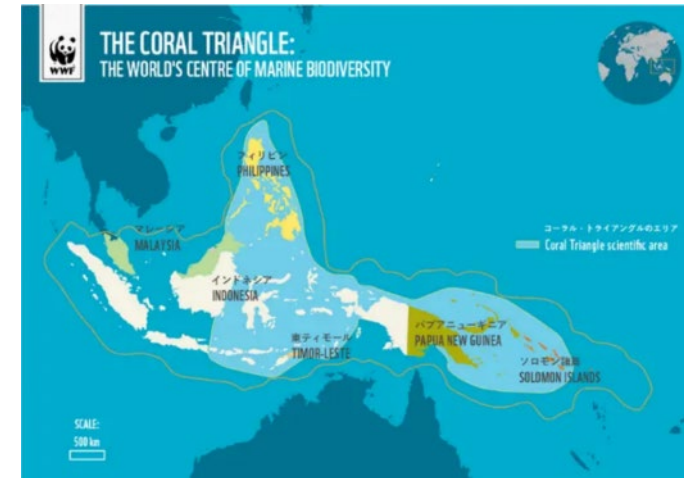 WWF
THE CORAL TRIANGLE:
THE WORLD'S CENTRE OF MARINE BIODIVERSITY
フィリピン
PHILIPPINES
マレーシア
MALAYSIA
コーラル・トライアングルのエリア
Coral Triangle scientific area
インドネシア
INDONESIA
東ティモール
TIMOR-LESTE
パプアニューギニア
PAPUA NEW GUINEA
ソロモン諸島
SOLOMON ISLANDS
SCALE:
500 km